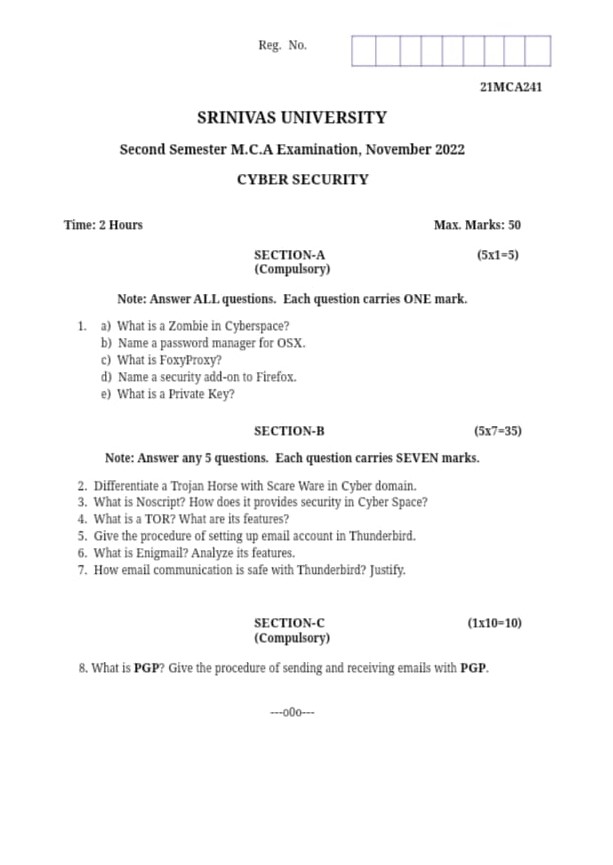 Reg. No.
21MCA241
SRINIVAS UNIVERSITY
Second Semester M.C.A Examination, November 2022
CYBER SECURITY
Time: 2 Hours Max. Marks: 50
SECTION-A (5x1=5)
(Compulsory)
Note: Answer ALL questions. Each question carries ONE mark.
1. a) What is a Zombie in Cyberspace?
b) Name a password manager for OSX.
c) What is FoxyProxy?
d) Name a security add-on to Firefox.
e) What is a Private Key?
SECTION-B (5x7=35)
Note: Answer any 5 questions. Each question carries SEVEN marks.
2. Differentiate a Trojan Horse with Scare Ware in Cyber domain.
3. What is Noscript? How does it provides security in Cyber Space?
4. What is a TOR? What are its features?
5. Give the procedure of setting up email account in Thunderbird.
6. What is Enigmail? Analyze its features.
7. How email communication is safe with Thunderbird? Justify.
SECTION-C (1x10=10)
(Compulsory)
8. What is PGP? Give the procedure of sending and receiving emails with PGP.
---o0o---